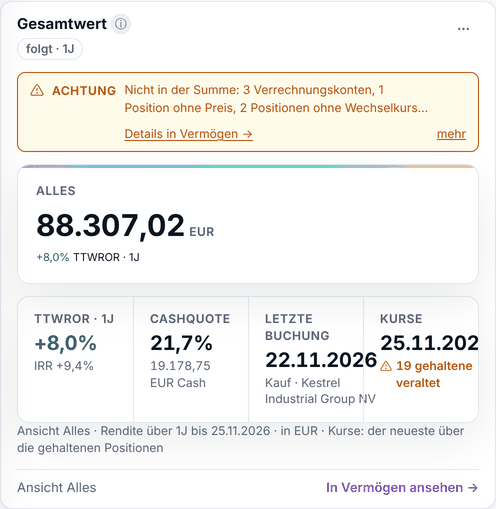 Gesamtwert ⓘ
...
folgt · 1J
ACHTUNG Nicht in der Summe: 3 Verrechnungskonten, 1
Position ohne Preis, 2 Positionen ohne Wechselkurs…
Details in Vermögen → mehr
ALLES
88.307,02 EUR
+8,0% TTWROR · 1J
TTWROR · 1J
+8,0%
IRR +9,4%
CASHQUOTE
21,7%
19.178,75
EUR Cash
LETZTE
BUCHUNG
22.11.2026
Kauf · Kestrel
Industrial Group NV
KURSE
25.11.202
19 gehaltene
veraltet
Ansicht Alles · Rendite über 1J bis 25.11.2026 · in EUR · Kurse: der neueste über
die gehaltenen Positionen
Ansicht Alles In Vermögen ansehen →